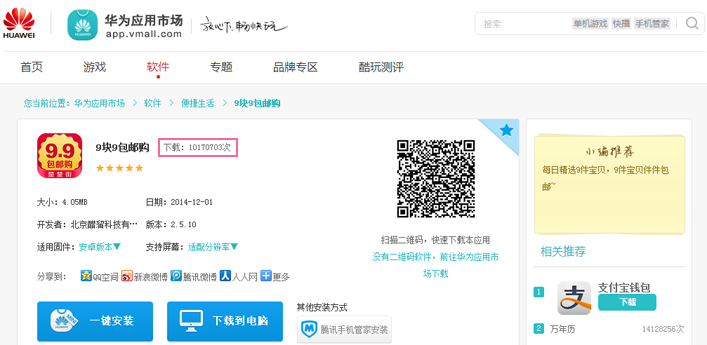 HUAWEI
华为应用市场
app.vmall.com
放心下,畅快玩
搜索 单机游戏 快播 手机管家
首页 游戏 软件 专题 品牌专区 酷玩测评
您当前位置: 华为应用市场 > 软件 > 便捷生活 > 9块9包邮购
9.9
包邮购
楚楚街
9块9包邮购 下载: 10170703次
大小: 4.05MB 日期: 2014-12-01
开发者: 北京醋溜科技有··· 版本: 2.5.10
适用固件: 安卓版本▼ 支持屏幕: 适配分辨率▼
分享到: QQ空间 新浪微博 腾讯微博 人人网 更多
一键安装
下载到电脑
其他安装方式
腾讯手机管家安装
扫描二维码，快速下载本应用
没有二维码软件，前往华为应用市
场下载
小编推荐
每日精选9件宝贝，9件宝贝件件包
邮~
相关推荐
1 支 支付宝钱包
下载
2 万年历 14128256次